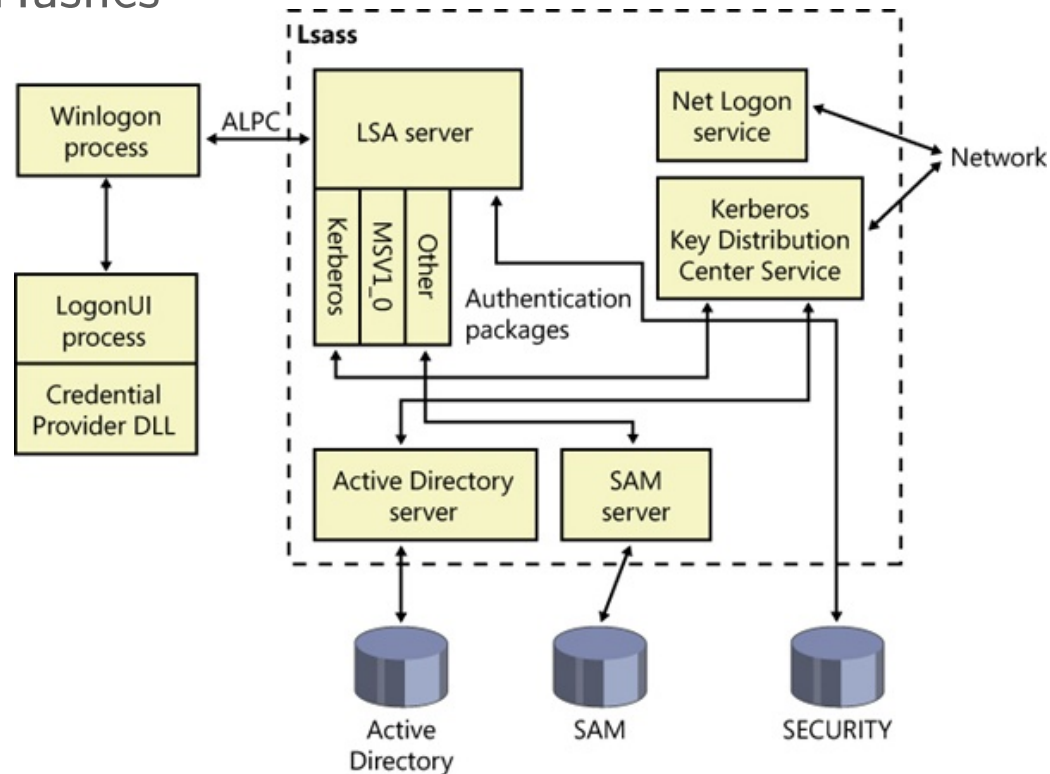 Hashes
Lsass
Winlogon
process
ALPC
LSA server
Net Logon
service
Network
Kerberos
MSV1_0
Other
Kerberos
Key Distribution
Center Service
Authentication
packages
LogonUI
process
Credential
Provider DLL
Active Directory
server
SAM
server
Active
Directory
SAM
SECURITY